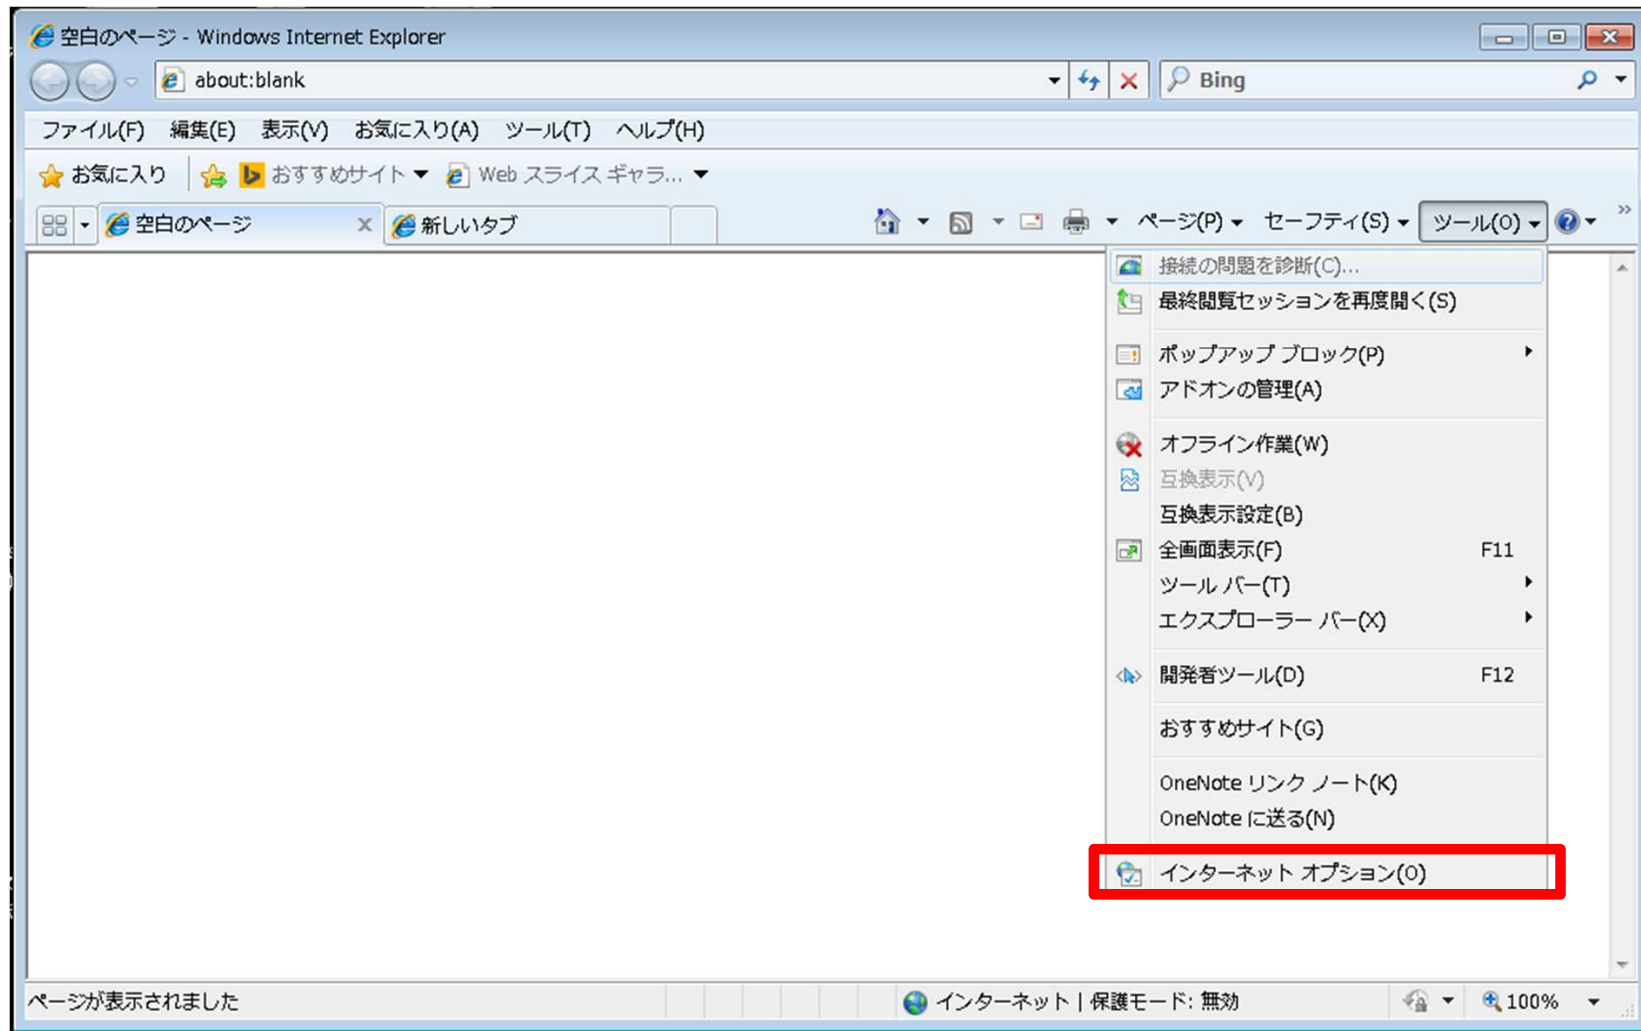 空白のページ - Windows Internet Explorer
about:blank
Bing
ファイル(F) 編集(E) 表示(V) お気に入り(A) ツール(T) ヘルプ(H)
お気に入り おすすめサイト Web スライス ギャラ...
空白のページ 新しいタブ ページ(P) セーフティ(S) ツール(O)
接続の問題を診断(C)...
最終閲覧セッションを再度開く(S)
ポップアップ ブロック(P)
アドオンの管理(A)
オフライン作業(W)
互換表示(V)
互換表示設定(B)
全画面表示(F) F11
ツール バー(T)
エクスプローラー バー(X)
開発者ツール(D) F12
おすすめサイト(G)
OneNote リンク ノート(K)
OneNote に送る(N)
インターネット オプション(O)
ページが表示されました インターネット | 保護モード: 無効 100%